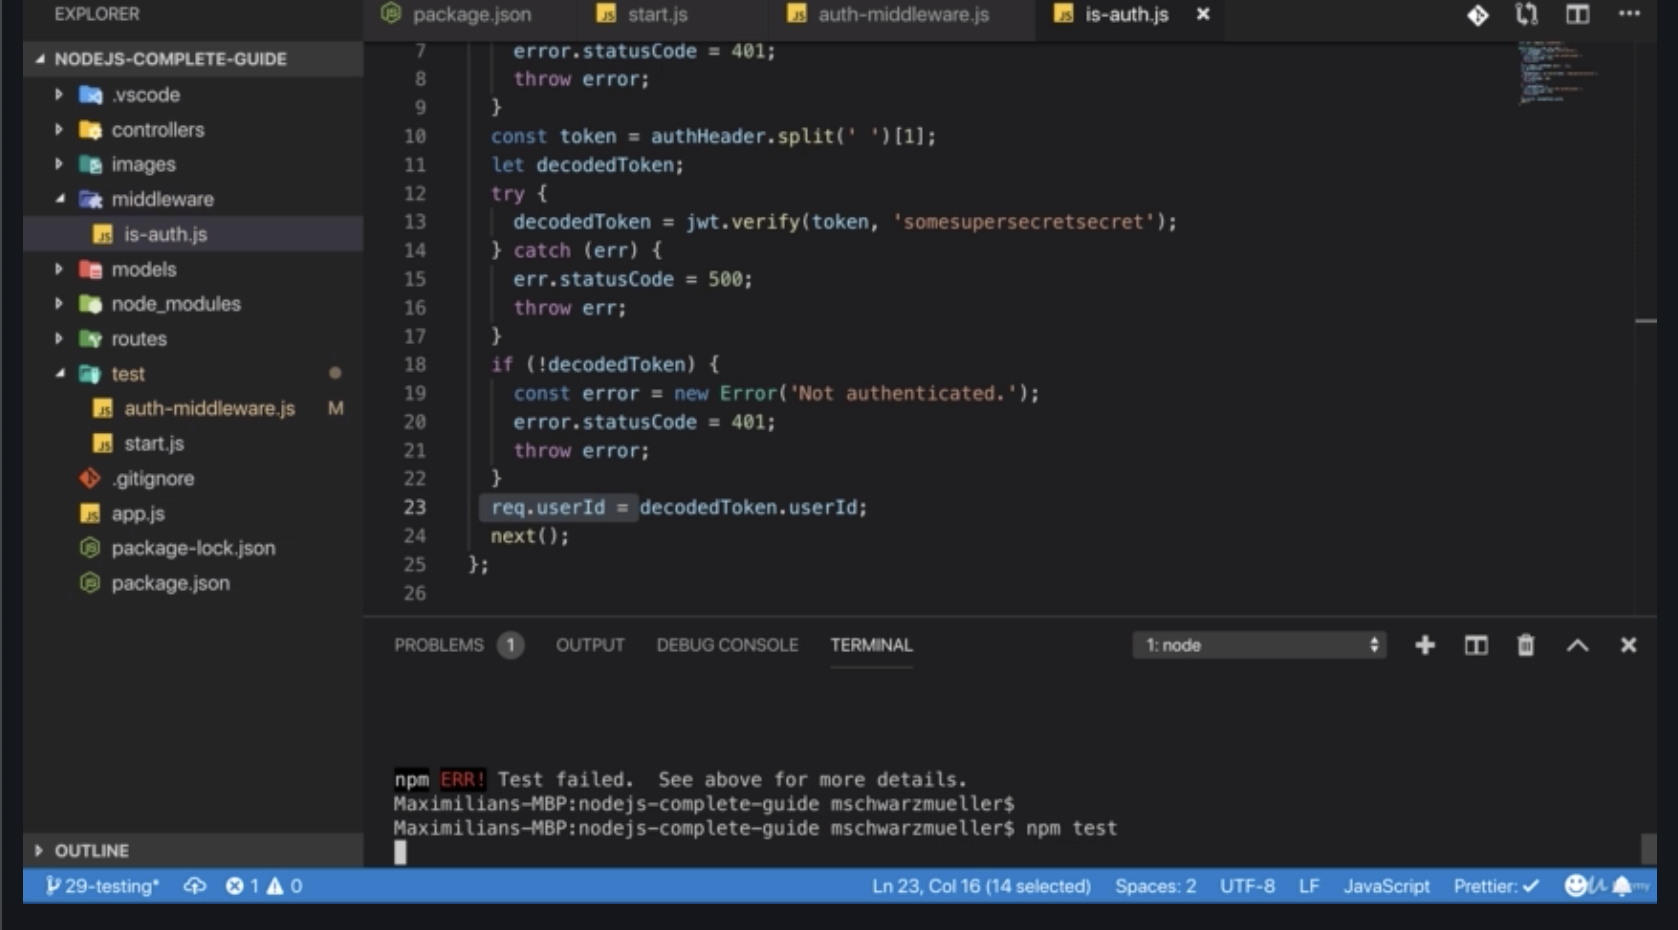 EXPLORER
package.json
start.js
auth-middleware.js
is-auth.js
NODEJS-COMPLETE-GUIDE
.vscode
controllers
images
middleware
is-auth.js
models
node_modules
routes
test
auth-middleware.js M
start.js
.gitignore
app.js
package-lock.json
package.json
OUTLINE
7 error.statusCode = 401;
8 throw error;
9 }
10 const token = authHeader.split(' ')[1];
11 let decodedToken;
12 try {
13 decodedToken = jwt.verify(token, 'somesupersecretsecret');
14 } catch (err) {
15 err.statusCode = 500;
16 throw err;
17 }
18 if (!decodedToken) {
19 const error = new Error('Not authenticated.');
20 error.statusCode = 401;
21 throw error;
22 }
23 req.userId = decodedToken.userId;
24 next();
25 };
26
PROBLEMS 1 OUTPUT DEBUG CONSOLE TERMINAL 1: node
npm ERR! Test failed.  See above for more details.
Maximilians-MBP:nodejs-complete-guide mschwarzmueller$
Maximilians-MBP:nodejs-complete-guide mschwarzmueller$ npm test
29-testing* 1 0 Ln 23, Col 16 (14 selected) Spaces: 2 UTF-8 LF JavaScript Prettier: ✓